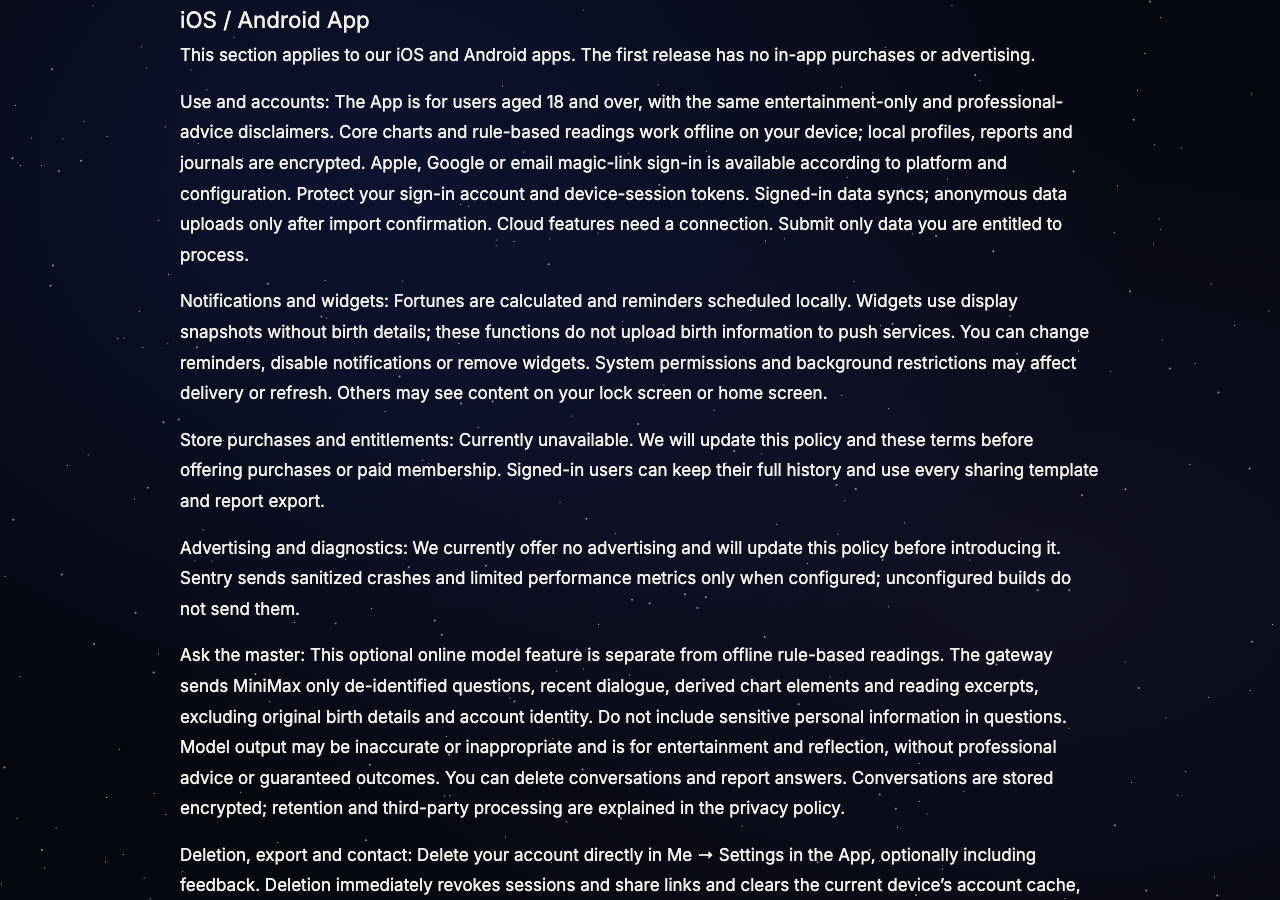 iOS / Android App
This section applies to our iOS and Android apps. The first release has no in-app purchases or advertising.
Use and accounts: The App is for users aged 18 and over, with the same entertainment-only and professional-
advice disclaimers. Core charts and rule-based readings work offline on your device; local profiles, reports and
journals are encrypted. Apple, Google or email magic-link sign-in is available according to platform and
configuration. Protect your sign-in account and device-session tokens. Signed-in data syncs; anonymous data
uploads only after import confirmation. Cloud features need a connection. Submit only data you are entitled to
process.
Notifications and widgets: Fortunes are calculated and reminders scheduled locally. Widgets use display
snapshots without birth details; these functions do not upload birth information to push services. You can change
reminders, disable notifications or remove widgets. System permissions and background restrictions may affect
delivery or refresh. Others may see content on your lock screen or home screen.
Store purchases and entitlements: Currently unavailable. We will update this policy and these terms before
offering purchases or paid membership. Signed-in users can keep their full history and use every sharing template
and report export.
Advertising and diagnostics: We currently offer no advertising and will update this policy before introducing it.
Sentry sends sanitized crashes and limited performance metrics only when configured; unconfigured builds do
not send them.
Ask the master: This optional online model feature is separate from offline rule-based readings. The gateway
sends MiniMax only de-identified questions, recent dialogue, derived chart elements and reading excerpts,
excluding original birth details and account identity. Do not include sensitive personal information in questions.
Model output may be inaccurate or inappropriate and is for entertainment and reflection, without professional
advice or guaranteed outcomes. You can delete conversations and report answers. Conversations are stored
encrypted; retention and third-party processing are explained in the privacy policy.
Deletion, export and contact: Delete your account directly in Me → Settings in the App, optionally including
feedback. Deletion immediately revokes sessions and share links and clears the current device’s account cache,